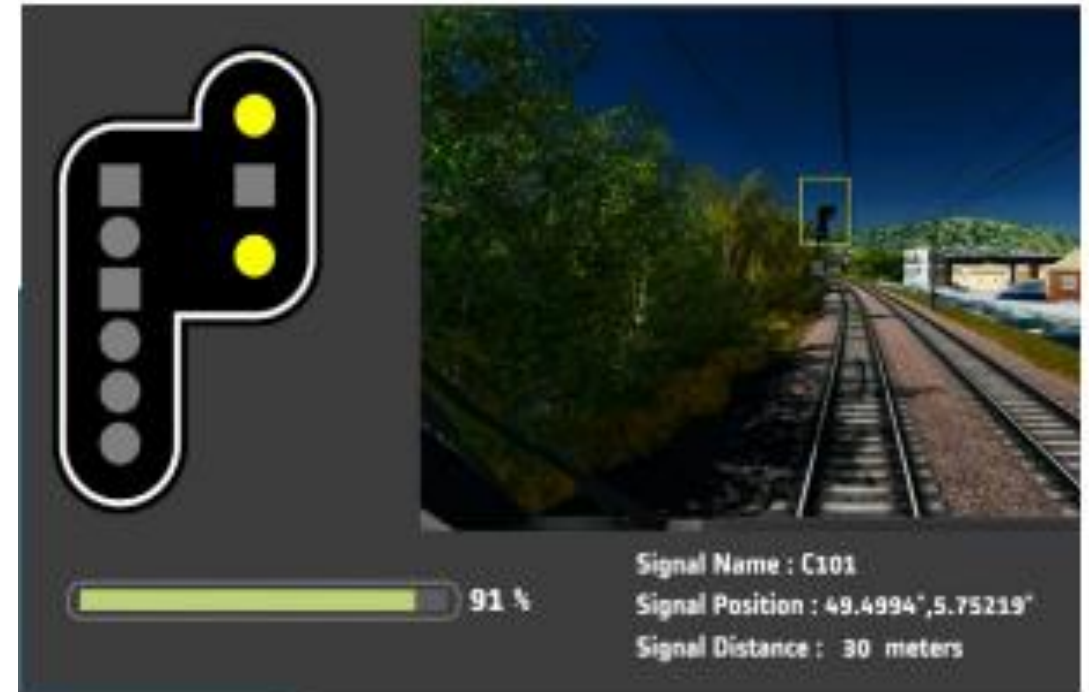 91 %
Signal Name : C101
Signal Position : 49.4994°,5.75219°
Signal Distance : 30 meters